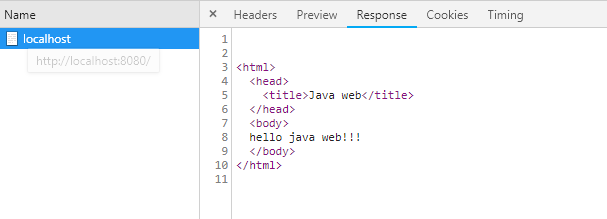 Name
× Headers Preview Response Cookies Timing
localhost
http://localhost:8080/
1
2
3 <html>
4   <head>
5     <title>Java web</title>
6   </head>
7   <body>
8   hello java web!!!
9   </body>
10 </html>
11